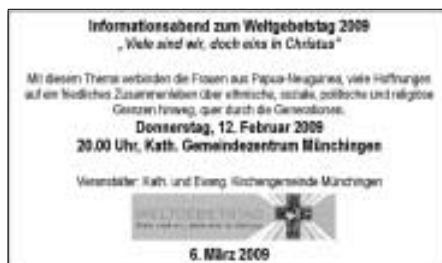 Informationsabend zum Weltgebetstag 2009
„Viele sind wir, doch eins in Christus"
Mit diesem Thema verbinden die Frauen aus Papua-Neuguinea, viele Hoffnungen
auf ein friedliches Zusammenleben über ethnische, soziale, politische und religiöse
Grenzen hinweg, quer durch die Generationen.
Donnerstag, 12. Februar 2009
20.00 Uhr, Kath. Gemeindezentrum Münchingen
Veranstalter: Kath. und Evang. Kirchengemeinde Münchingen
WELTGEBETSTAG
6. März 2009